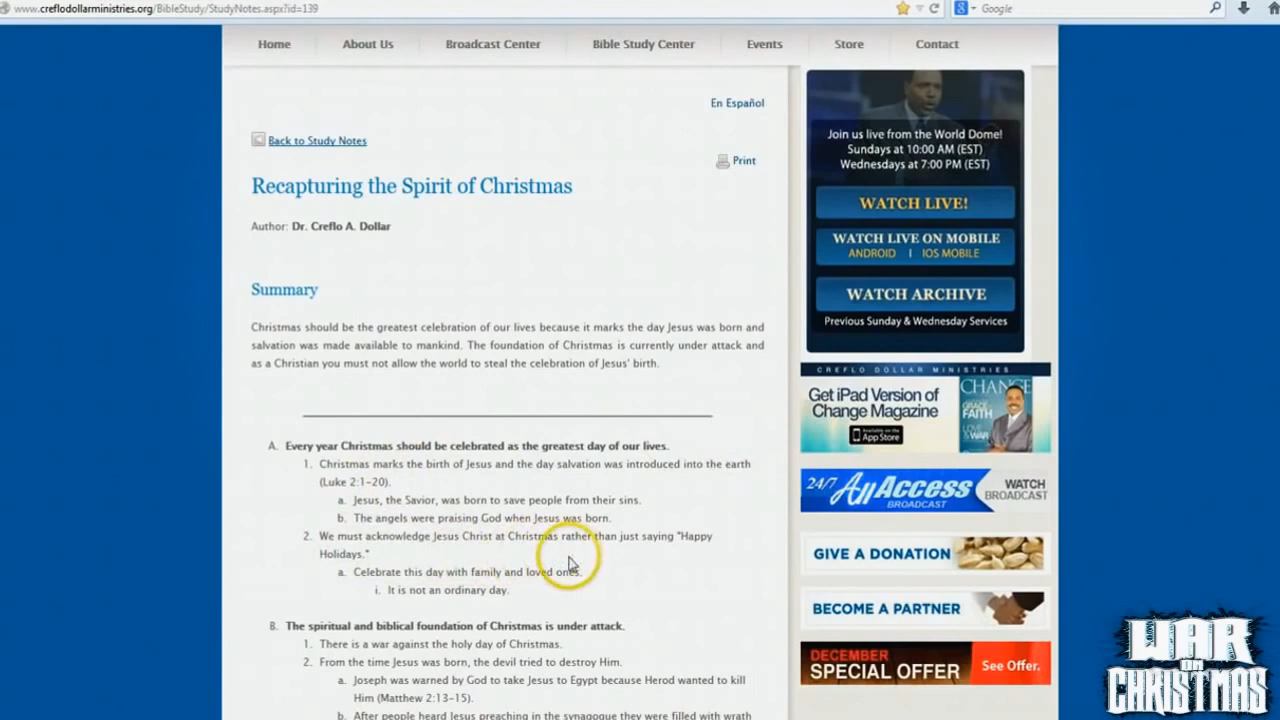 www.creflodollarministries.org/BibleStudy/StudyNotes.aspx?id=139
Google
Home
About Us
Broadcast Center
Bible Study Center
Events
Store
Contact
En Español
Back to Study Notes
Print
Recapturing the Spirit of Christmas
Author: Dr. Creflo A. Dollar
Summary
Christmas should be the greatest celebration of our lives because it marks the day Jesus was born and
salvation was made available to mankind. The foundation of Christmas is currently under attack and
as a Christian you must not allow the world to steal the celebration of Jesus' birth.
A. Every year Christmas should be celebrated as the greatest day of our lives.
1. Christmas marks the birth of Jesus and the day salvation was introduced into the earth
(Luke 2:1-20).
a. Jesus, the Savior, was born to save people from their sins.
b. The angels were praising God when Jesus was born.
2. We must acknowledge Jesus Christ at Christmas rather than just saying "Happy
Holidays."
a. Celebrate this day with family and loved ones.
i. It is not an ordinary day.
B. The spiritual and biblical foundation of Christmas is under attack.
1. There is a war against the holy day of Christmas.
2. From the time Jesus was born, the devil tried to destroy Him.
a. Joseph was warned by God to take Jesus to Egypt because Herod wanted to kill
Him (Matthew 2:13-15).
b. After people heard Jesus preaching in the synagogue they were filled with wrath
Join us live from the World Dome!
Sundays at 10:00 AM (EST)
Wednesdays at 7:00 PM (EST)
WATCH LIVE!
WATCH LIVE ON MOBILE
ANDROID | IOS MOBILE
WATCH ARCHIVE
Previous Sunday & Wednesday Services
CREFLO DOLLAR MINISTRIES
Get iPad Version of
Change Magazine
Available on the
App Store
CHANGE
GRACE
FAITH
LOVE
WAR
24/7 All Access
BROADCAST
WATCH
BROADCAST
GIVE A DONATION
BECOME A PARTNER
DECEMBER
SPECIAL OFFER
See Offer.
WAR
ON
CHRISTMAS